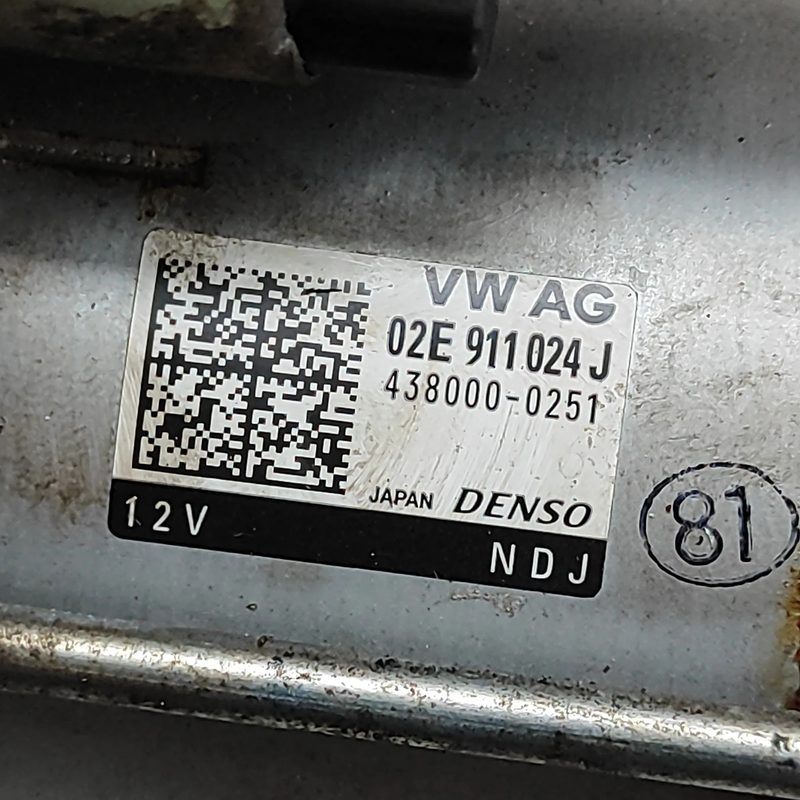 VW AG
02E 911 024 J
438000-0251
JAPAN DENSO
12V NDJ
81